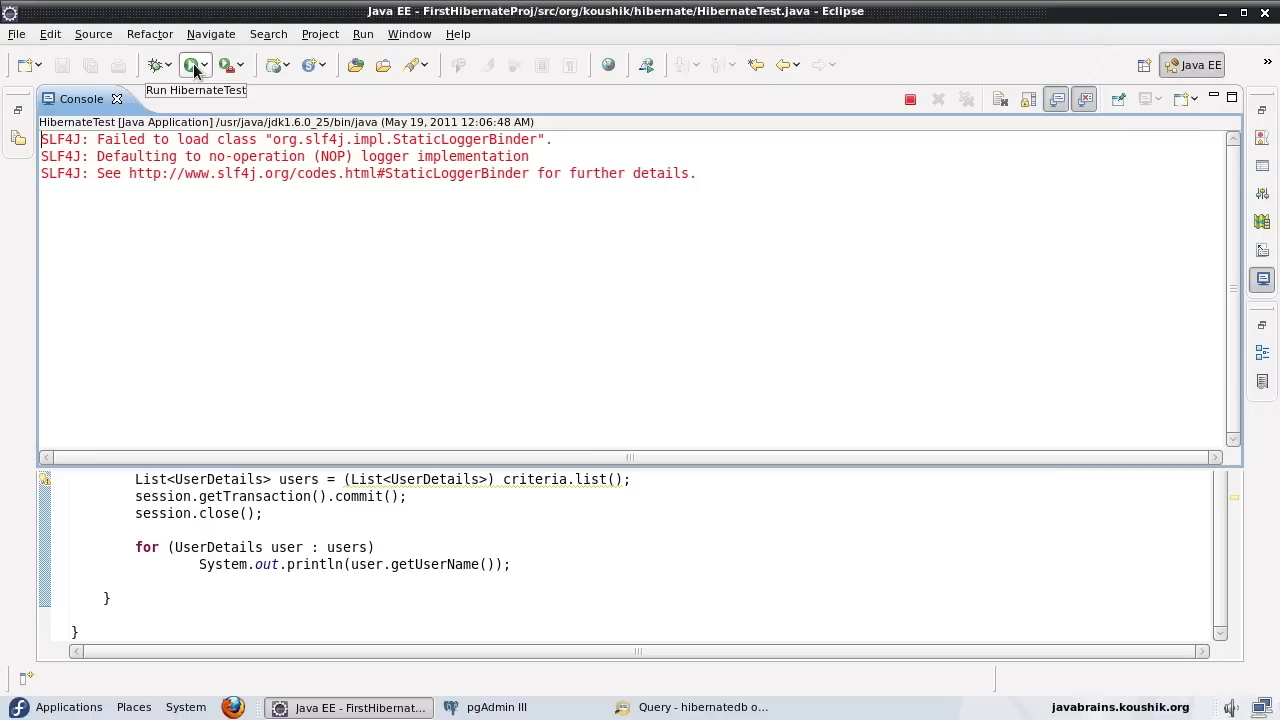 Java EE - FirstHibernateProj/src/org/koushik/hibernate/HibernateTest.java - Eclipse
File Edit Source Refactor Navigate Search Project Run Window Help
Java EE
»
Run HibernateTest
Console
HibernateTest [Java Application] /usr/java/jdk1.6.0_25/bin/java (May 19, 2011 12:06:48 AM)
SLF4J: Failed to load class "org.slf4j.impl.StaticLoggerBinder".
SLF4J: Defaulting to no-operation (NOP) logger implementation
SLF4J: See http://www.slf4j.org/codes.html#StaticLoggerBinder for further details.
List<UserDetails> users = (List<UserDetails>) criteria.list();
session.getTransaction().commit();
session.close();
for (UserDetails user : users)
System.out.println(user.getUserName());
}
}
Applications Places System Java EE - FirstHibernat... pgAdmin III Query - hibernatedb o... javabrains.koushik.org